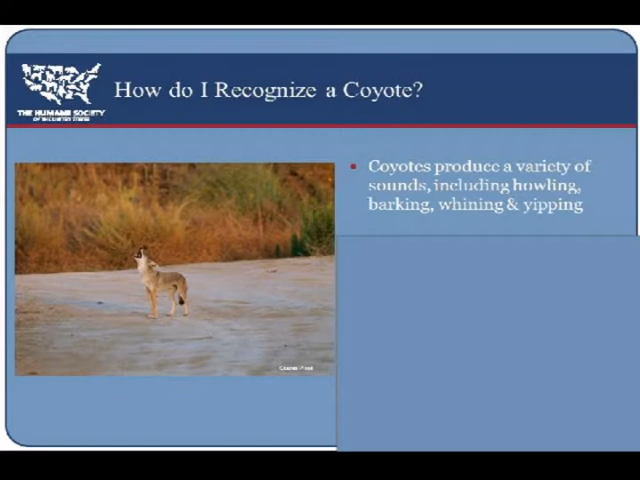 How do I Recognize a Coyote?
THE HUMANE SOCIETY
OF THE UNITED STATES
Coyotes produce a variety of
sounds, including howling,
barking, whining & yipping